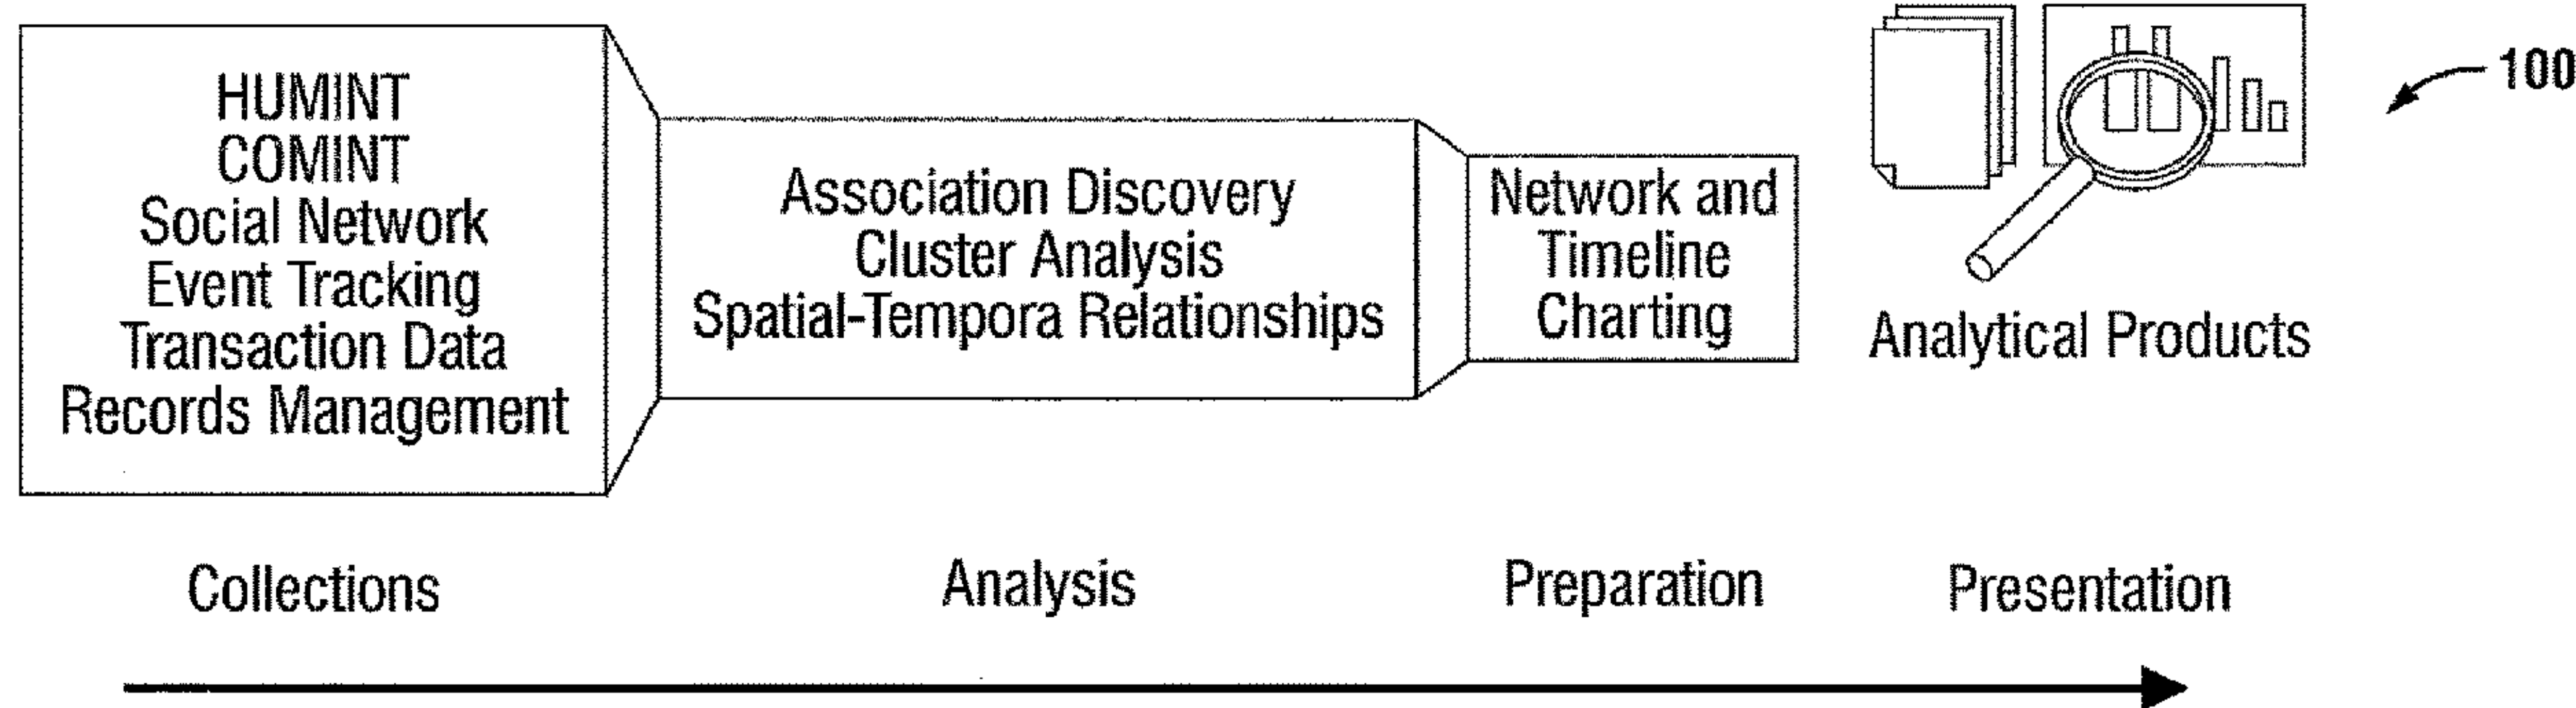 HUMINT
COMINT
Social Network
Event Tracking
Transaction Data
Records Management
Association Discovery
Cluster Analysis
Spatial-Tempora Relationships
Network and
Timeline
Charting
Analytical Products
100
Collections
Analysis
Preparation
Presentation